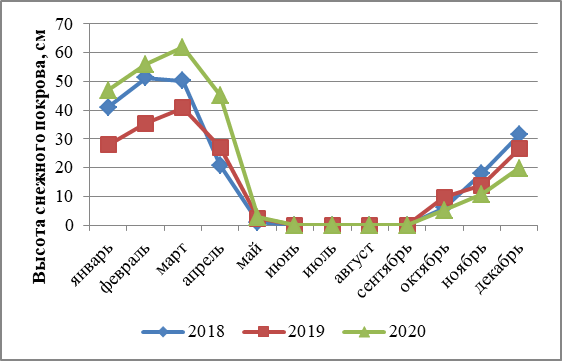 Высота снежного покрова, см
70
60
50
40
30
20
10
0
январь
февраль
март
апрель
май
июнь
июль
август
сентябрь
октябрь
ноябрь
декабрь
2018 2019 2020